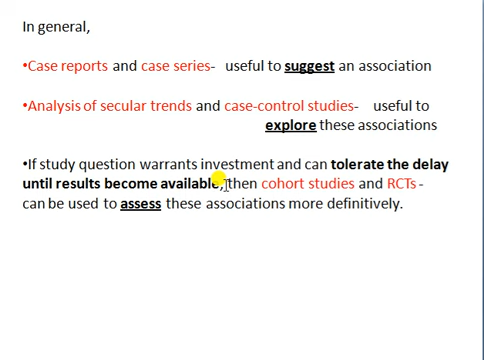 In general,
•Case reports and case series- useful to suggest an association
•Analysis of secular trends and case-control studies- useful to
explore these associations
•If study question warrants investment and can tolerate the delay
until results become available, then cohort studies and RCTs -
can be used to assess these associations more definitively.